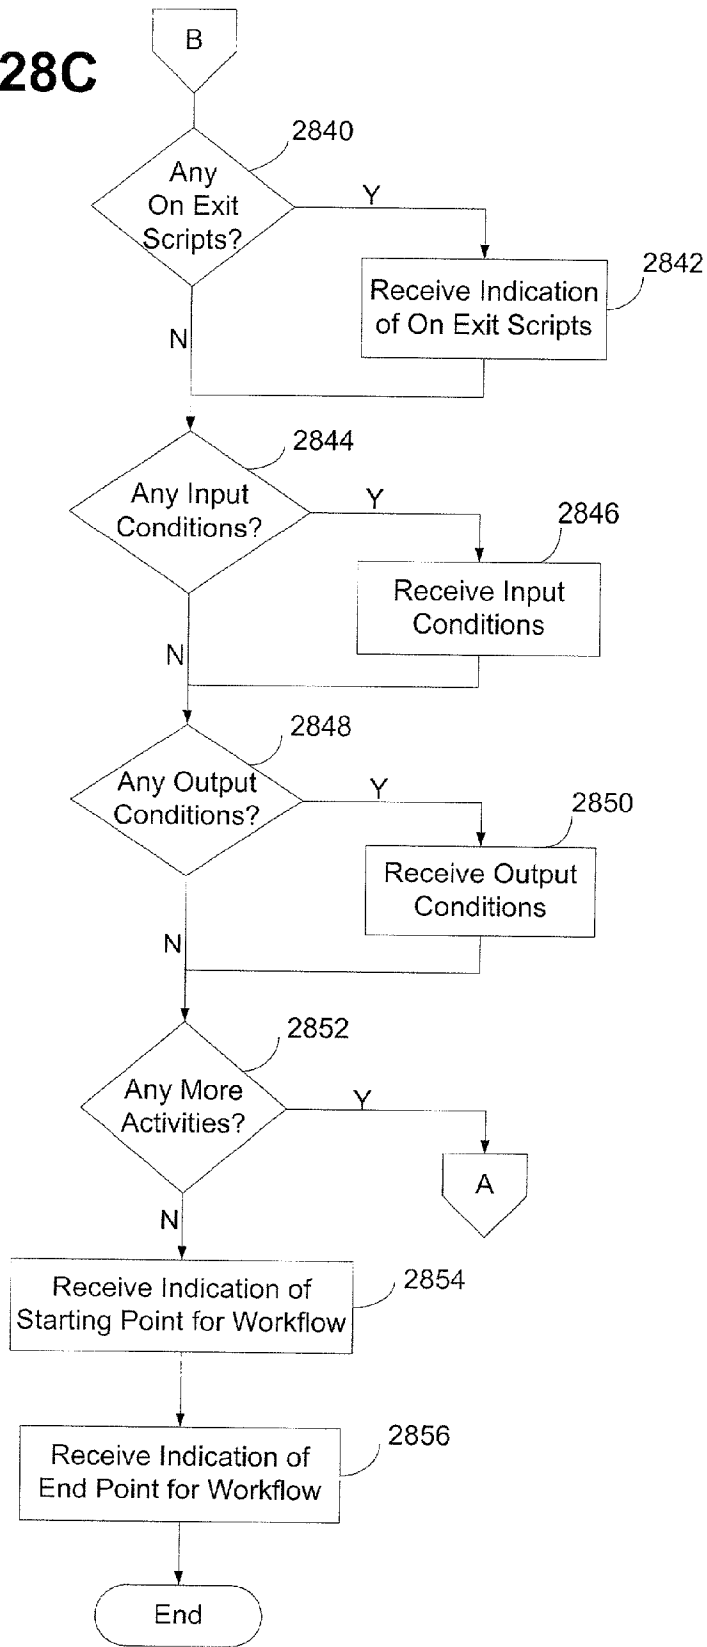 B
28C
2840
Any
On Exit
Scripts?
Y
2842
Receive Indication
of On Exit Scripts
N
2844
Any Input
Conditions?
Y
2846
Receive Input
Conditions
N
2848
Any Output
Conditions?
Y
2850
Receive Output
Conditions
N
2852
Any More
Activities?
Y
A
N
Receive Indication of
Starting Point for Workflow
2854
Receive Indication of
End Point for Workflow
2856
End